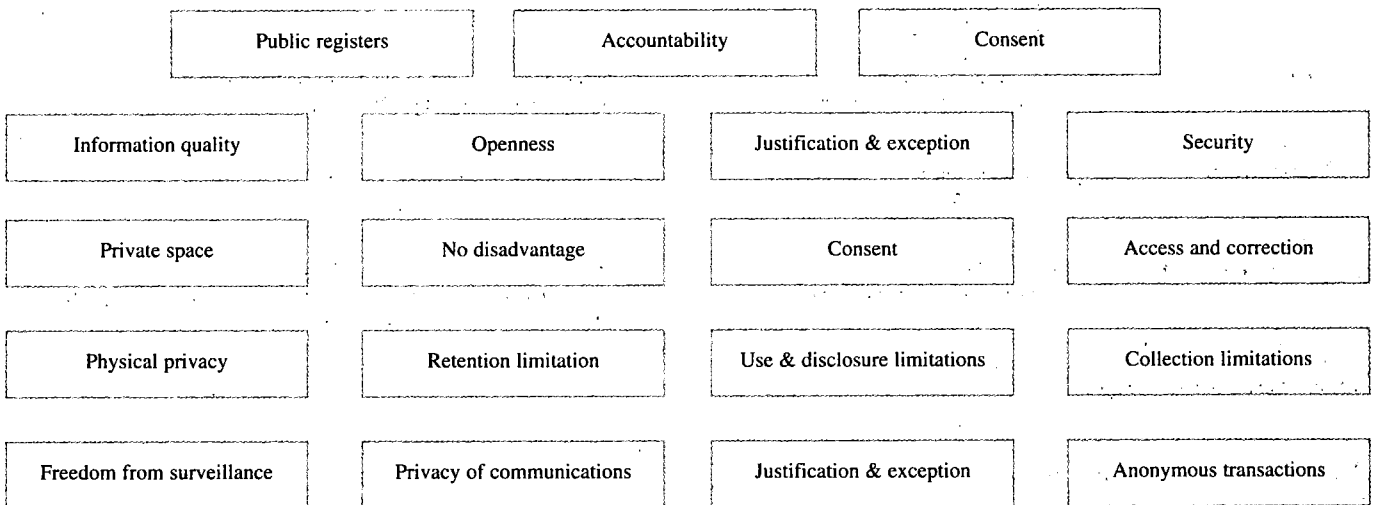 Public registers
Accountability
Consent
Information quality
Openness
Justification & exception
Security
Private space
No disadvantage
Consent
Access and correction
Physical privacy
Retention limitation
Use & disclosure limitations
Collection limitations
Freedom from surveillance
Privacy of communications
Justification & exception
Anonymous transactions